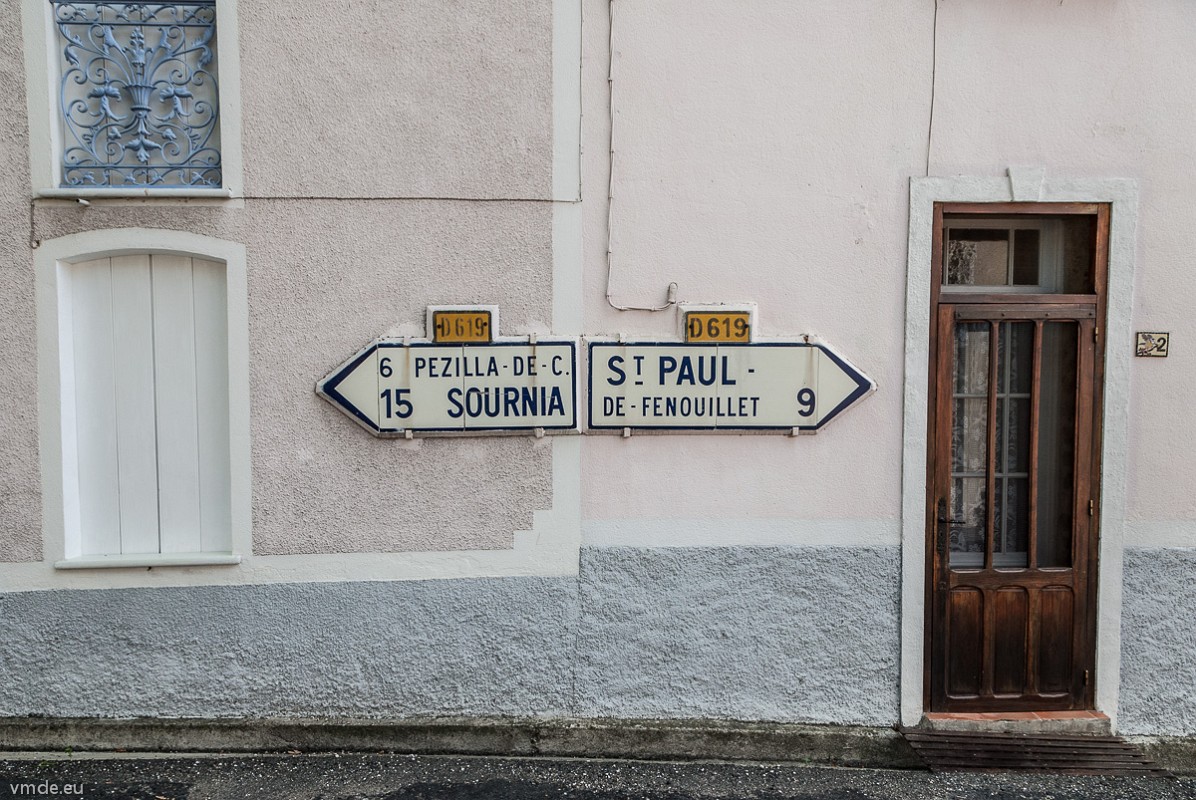 D619
6 PEZILLA-DE-C.
15 SOURNIA
D619
ST PAUL-
DE-FENOUILLET 9
2
vmde.eu